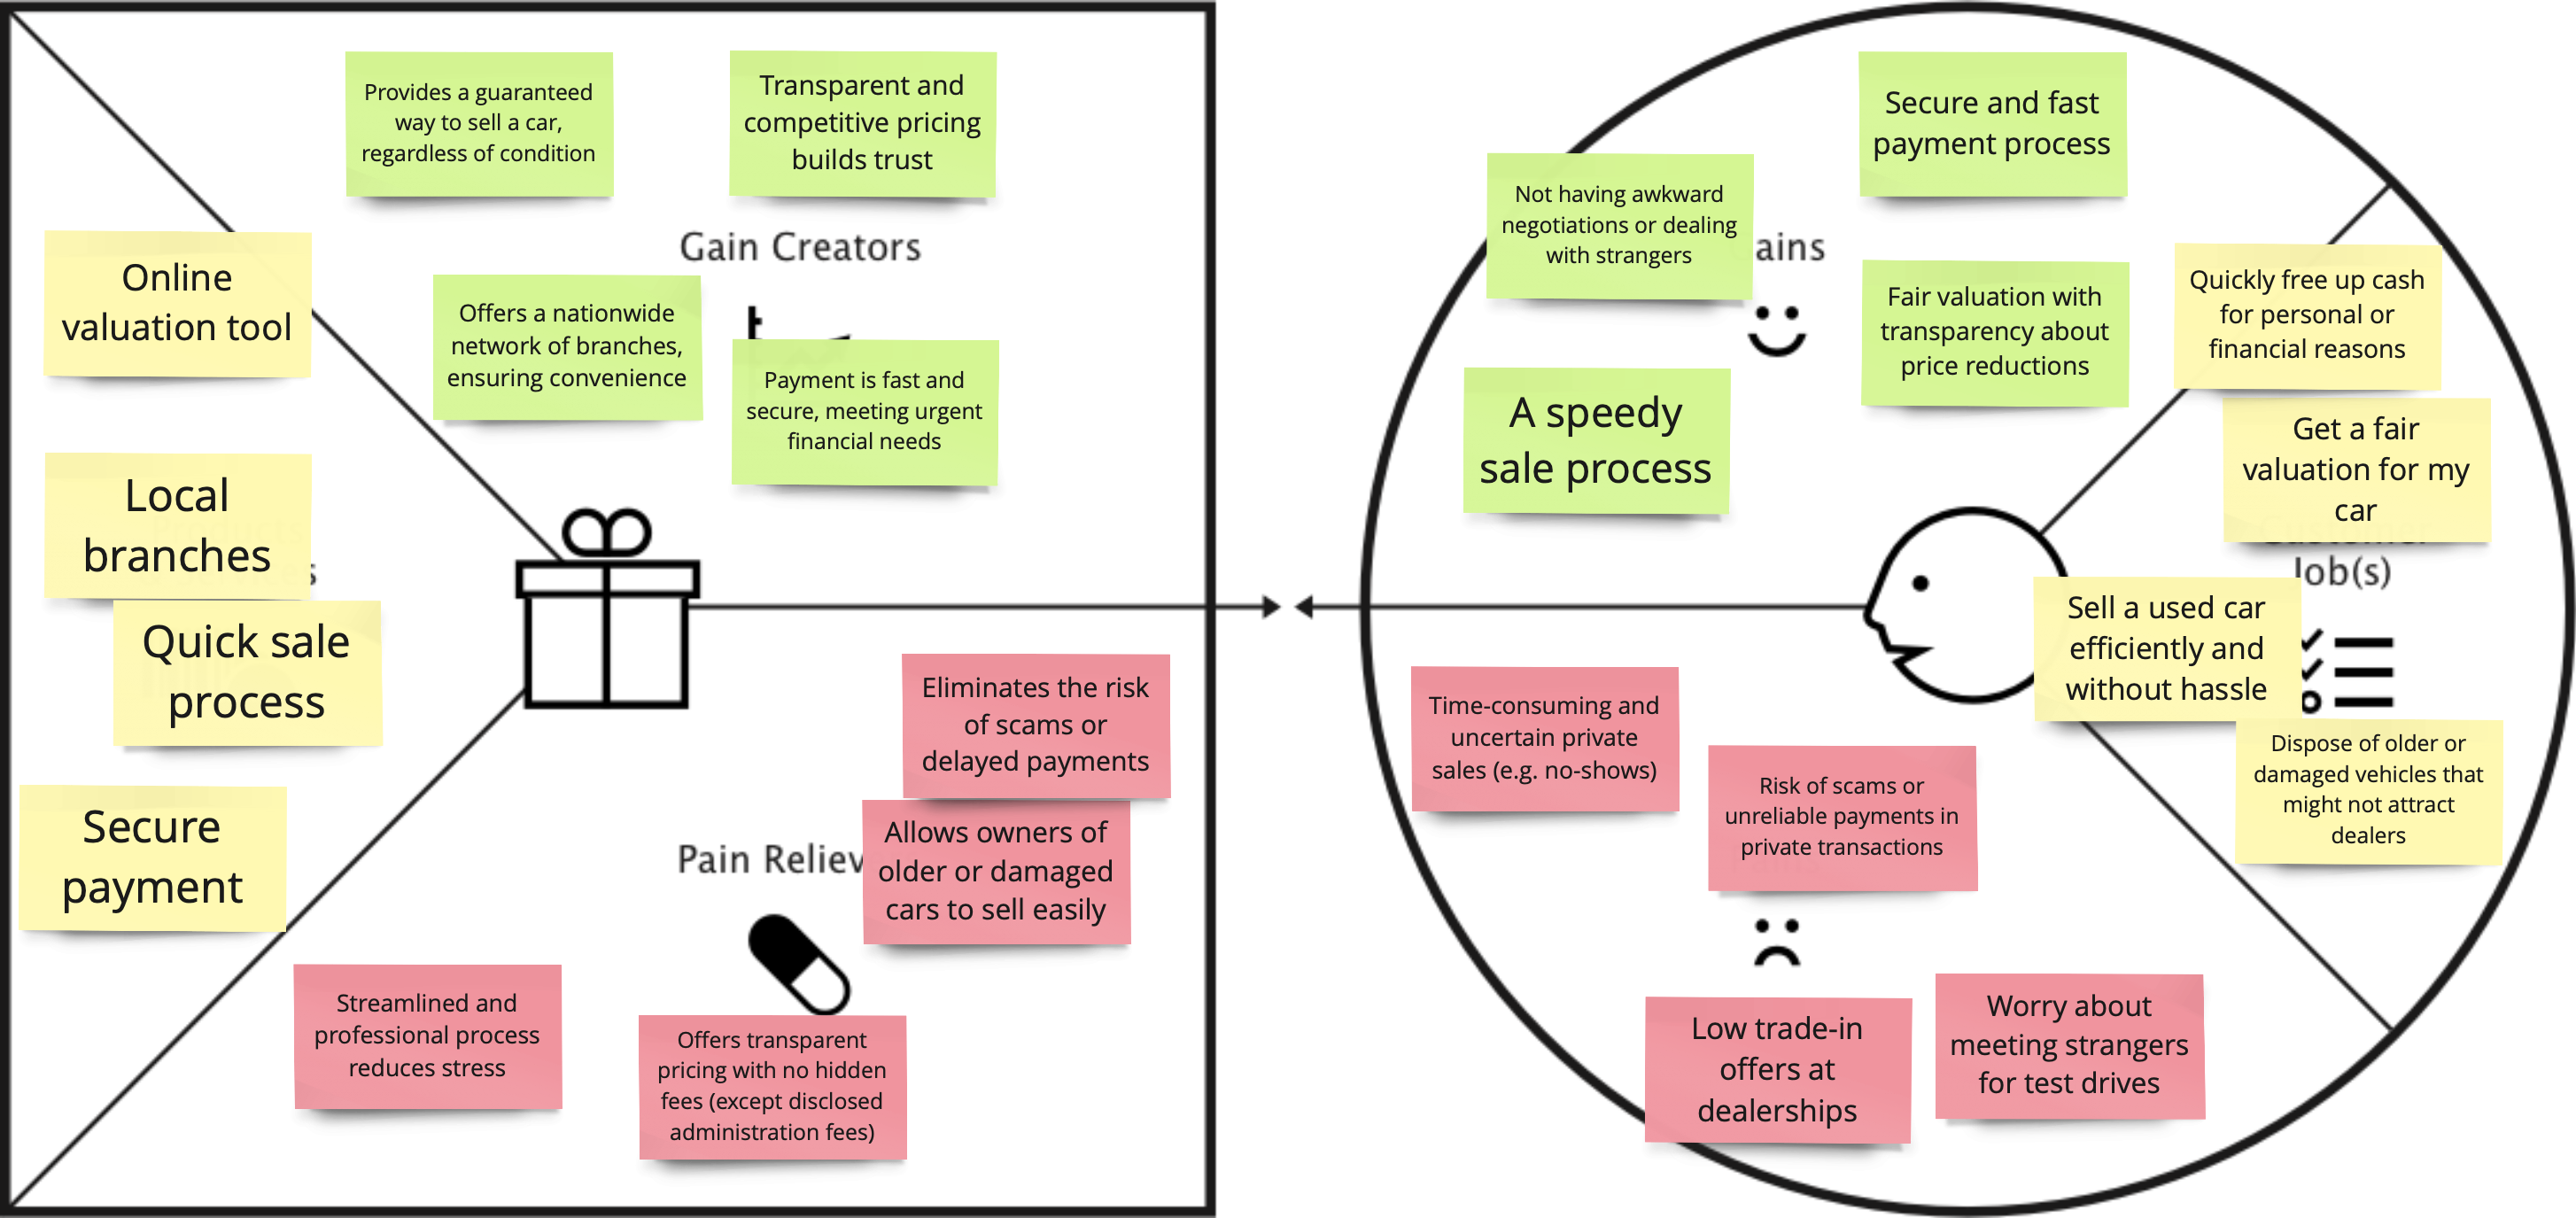 Provides a guaranteed
way to sell a car,
regardless of condition
Transparent and
competitive pricing
builds trust
Gain Creators
Online
valuation tool
Offers a nationwide
network of branches,
ensuring convenience
Payment is fast and
secure, meeting urgent
financial needs
Local
branches
Quick sale
process
Secure
payment
Eliminates the risk
of scams or
delayed payments
Pain Reliev
Allows owners of
older or damaged
cars to sell easily
Streamlined and
professional process
reduces stress
Offers transparent
pricing with no hidden
fees (except disclosed
administration fees)
Secure and fast
payment process
Not having awkward
negotiations or dealing
with strangers
ains
Fair valuation with
transparency about
price reductions
A speedy
sale process
Quickly free up cash
for personal or
financial reasons
Get a fair
valuation for my
car
Job(s)
Sell a used car
efficiently and
without hassle
Dispose of older or
damaged vehicles that
might not attract
dealers
Time-consuming and
uncertain private
sales (e.g. no-shows)
Risk of scams or
unreliable payments in
private transactions
Low trade-in
offers at
dealerships
Worry about
meeting strangers
for test drives